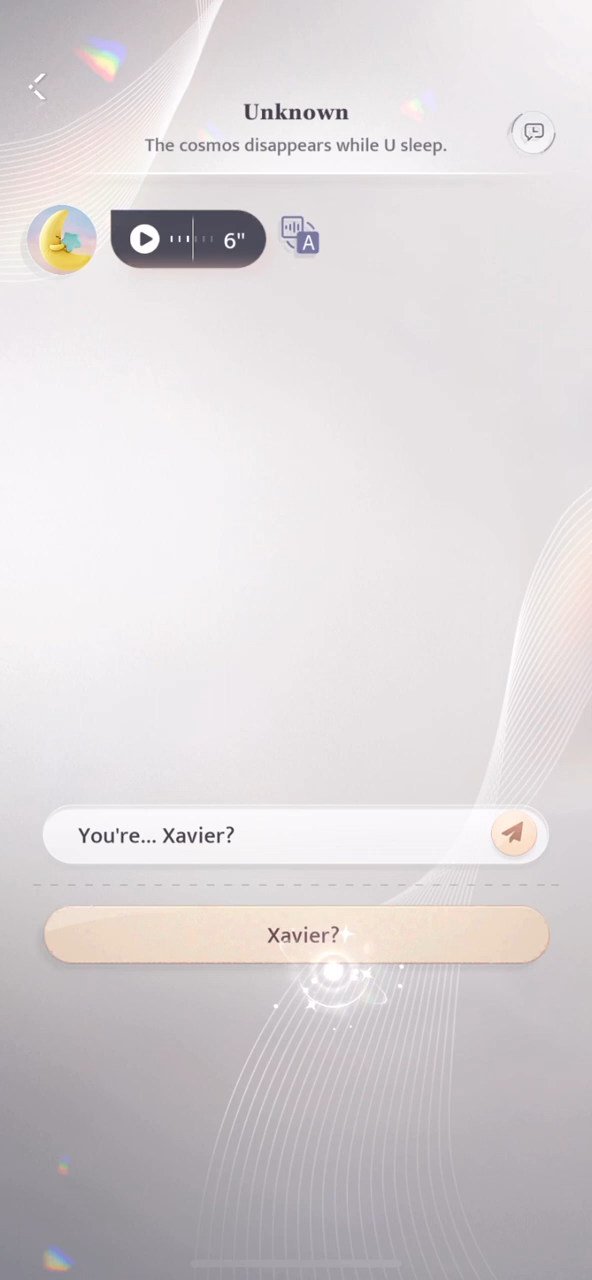 Unknown
The cosmos disappears while U sleep.
6"
A
You're... Xavier?
Xavier?